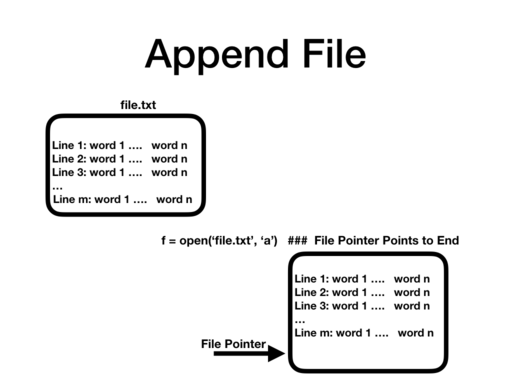 Append File
file.txt
Line 1: word 1 ....   word n
Line 2: word 1 ....   word n
Line 3: word 1 ....   word n
...
Line m: word 1 ....   word n
f = open(‘file.txt’, ‘a’)   ###  File Pointer Points to End
Line 1: word 1 ....   word n
Line 2: word 1 ....   word n
Line 3: word 1 ....   word n
...
Line m: word 1 ....   word n
File Pointer